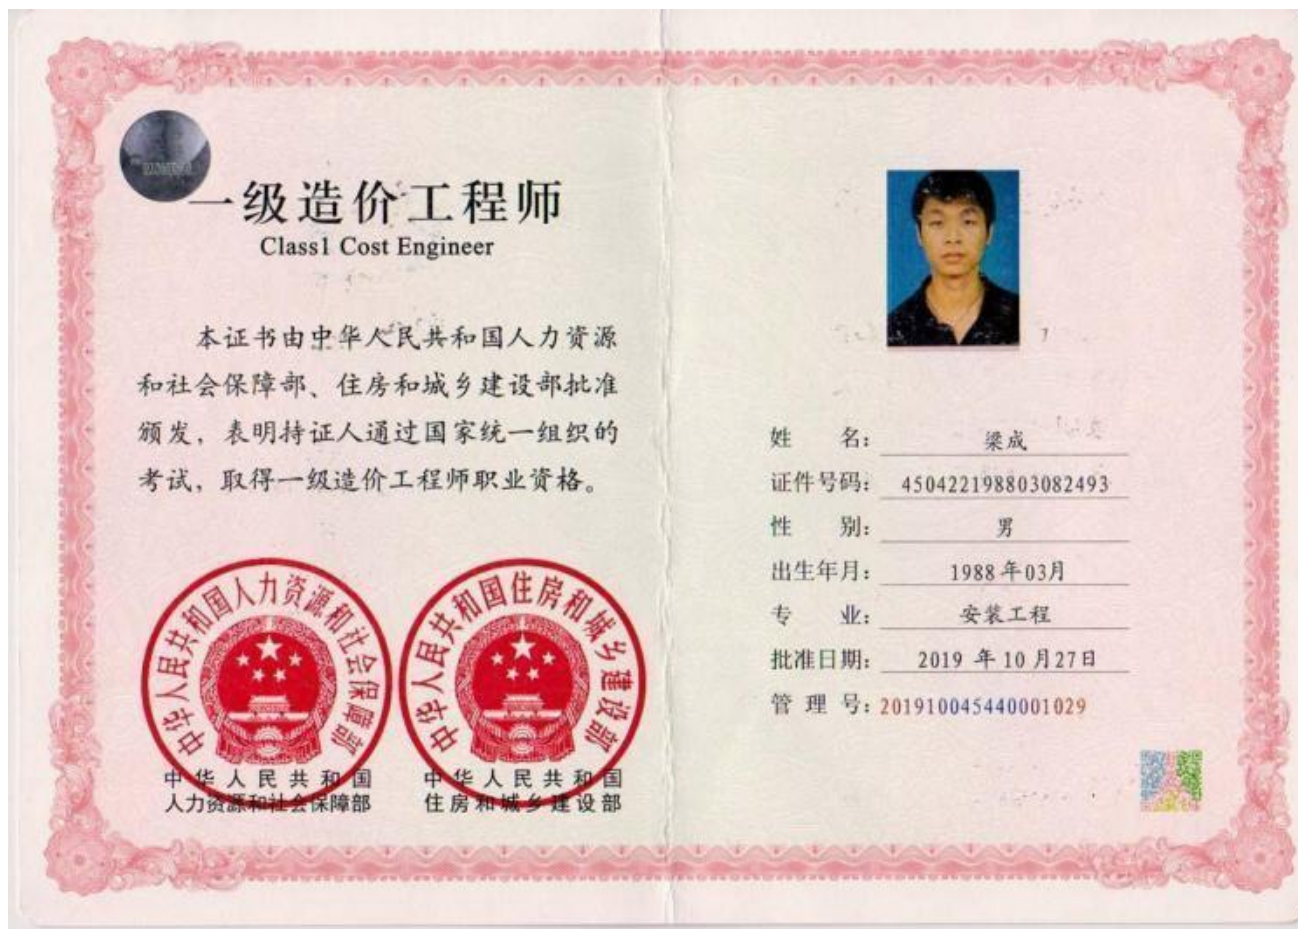 一级造价工程师
Class1 Cost Engineer
本证书由中华人民共和国人力资源
和社会保障部、住房和城乡建设部批准
颁发，表明持证人通过国家统一组织的
考试，取得一级造价工程师职业资格。
中华人民共和国人力资源和社会保障部
中华人民共和国
人力资源和社会保障部
中华人民共和国住房和城乡建设部
中华人民共和国
住房和城乡建设部
姓 名： 梁成
证件号码： 450422198803082493
性 别： 男
出生年月： 1988年03月
专 业： 安装工程
批准日期： 2019 年 10 月27日
管 理 号：201910045440001029